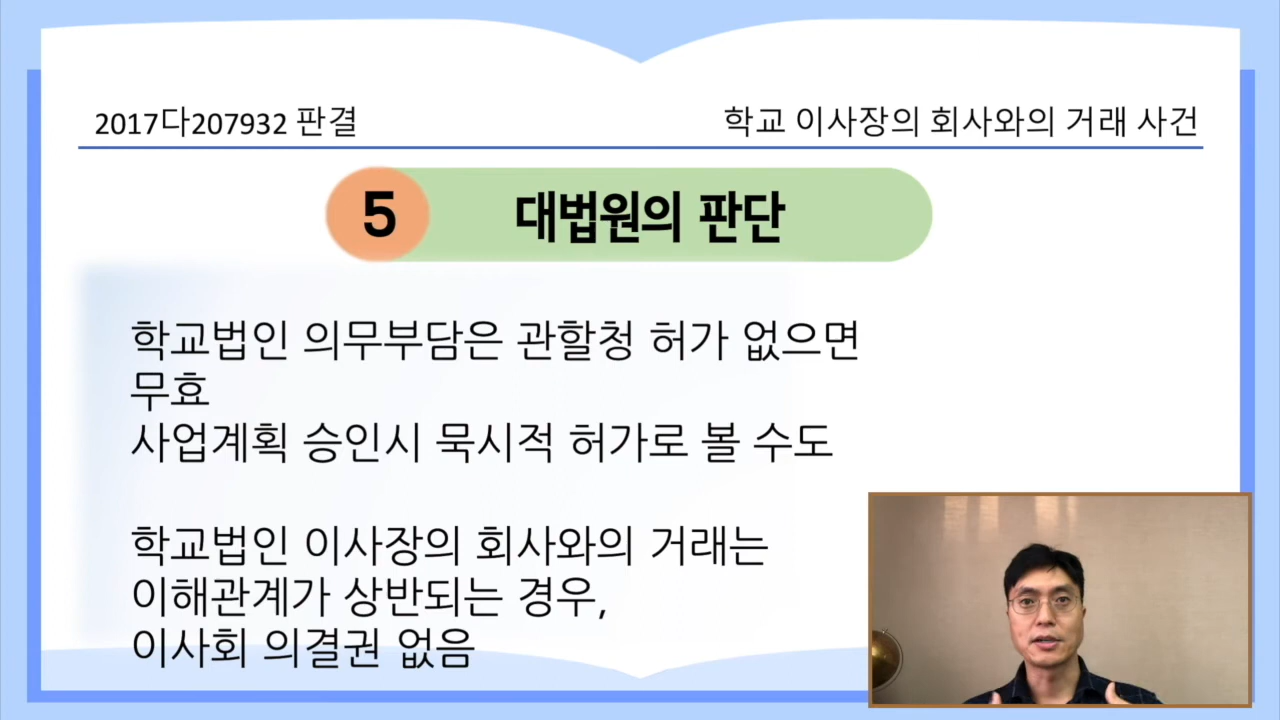 2017다207932 판결
학교 이사장의 회사와의 거래 사건
5
대법원의 판단
학교법인 의무부담은 관할청 허가 없으면
무효
사업계획 승인시 묵시적 허가로 볼 수도
학교법인 이사장의 회사와의 거래는
이해관계가 상반되는 경우,
이사회 의결권 없음